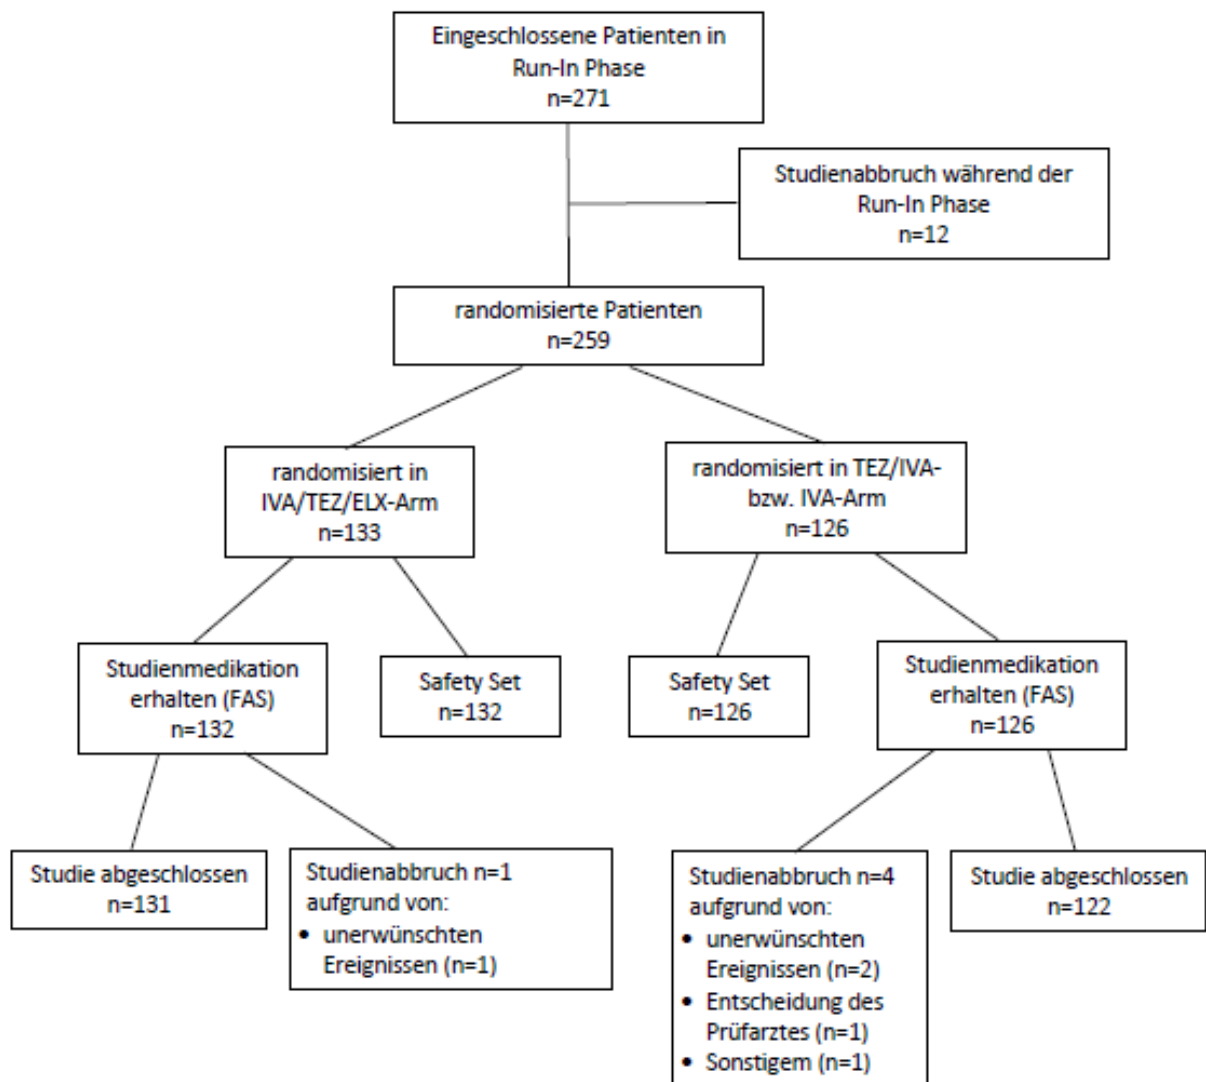 Eingeschlossene Patienten in
Run-In Phase
n=271
Studienabbruch während der
Run-In Phase
n=12
randomisierte Patienten
n=259
randomisiert in
IVA/TEZ/ELX-Arm
n=133
randomisiert in TEZ/IVA-
bzw. IVA-Arm
n=126
Studienmedikation
erhalten (FAS)
n=132
Safety Set
n=132
Safety Set
n=126
Studienmedikation
erhalten (FAS)
n=126
Studie abgeschlossen
n=131
Studienabbruch n=1
aufgrund von:
• unerwünschten
Ereignissen (n=1)
Studienabbruch n=4
aufgrund von:
• unerwünschten
Ereignissen (n=2)
• Entscheidung des
Prüfarztes (n=1)
• Sonstigem (n=1)
Studie abgeschlossen
n=122